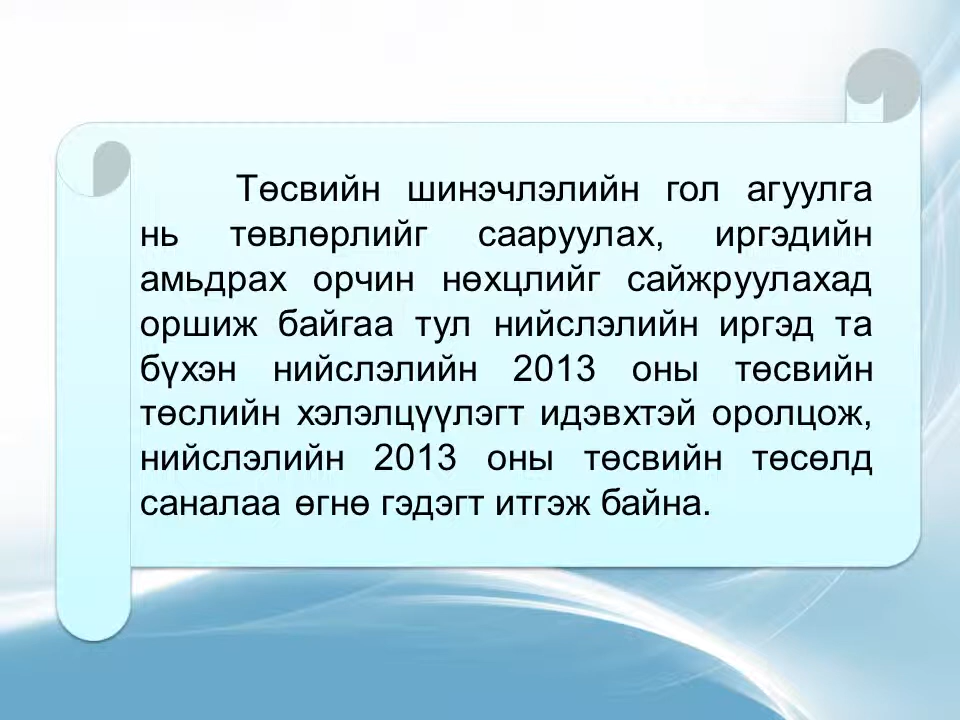 Төсвийн шинэчлэлийн гол агуулга
нь төвлөрлийг сааруулах, иргэдийн
амьдрах орчин нөхцлийг сайжруулахад
оршиж байгаа тул нийслэлийн иргэд та
бүхэн нийслэлийн 2013 оны төсвийн
төслийн хэлэлцүүлэгт идэвхтэй оролцож,
нийслэлийн 2013 оны төсвийн төсөлд
саналаа өгнө гэдэгт итгэж байна.